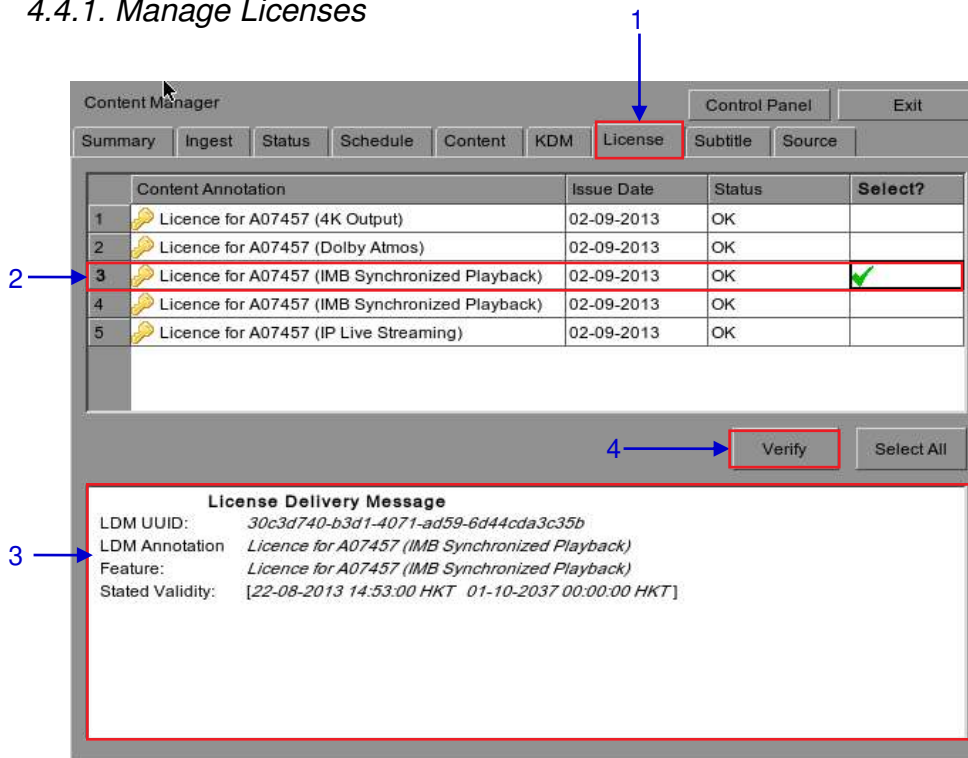 4.4.1. Manage Licenses
1
Content Manager Control Panel Exit
Summary Ingest Status Schedule Content KDM License Subtitle Source
Content Annotation Issue Date Status Select?
1 Licence for A07457 (4K Output) 02-09-2013 OK
2 Licence for A07457 (Dolby Atmos) 02-09-2013 OK
2 3 Licence for A07457 (IMB Synchronized Playback) 02-09-2013 OK
4 Licence for A07457 (IMB Synchronized Playback) 02-09-2013 OK
5 Licence for A07457 (IP Live Streaming) 02-09-2013 OK
4 Verify Select All
License Delivery Message
LDM UUID: 30c3d740-b3d1-4071-ad59-6d44cda3c35b
LDM Annotation Licence for A07457 (IMB Synchronized Playback)
3 Feature: Licence for A07457 (IMB Synchronized Playback)
Stated Validity: [22-08-2013 14:53:00 HKT 01-10-2037 00:00:00 HKT]